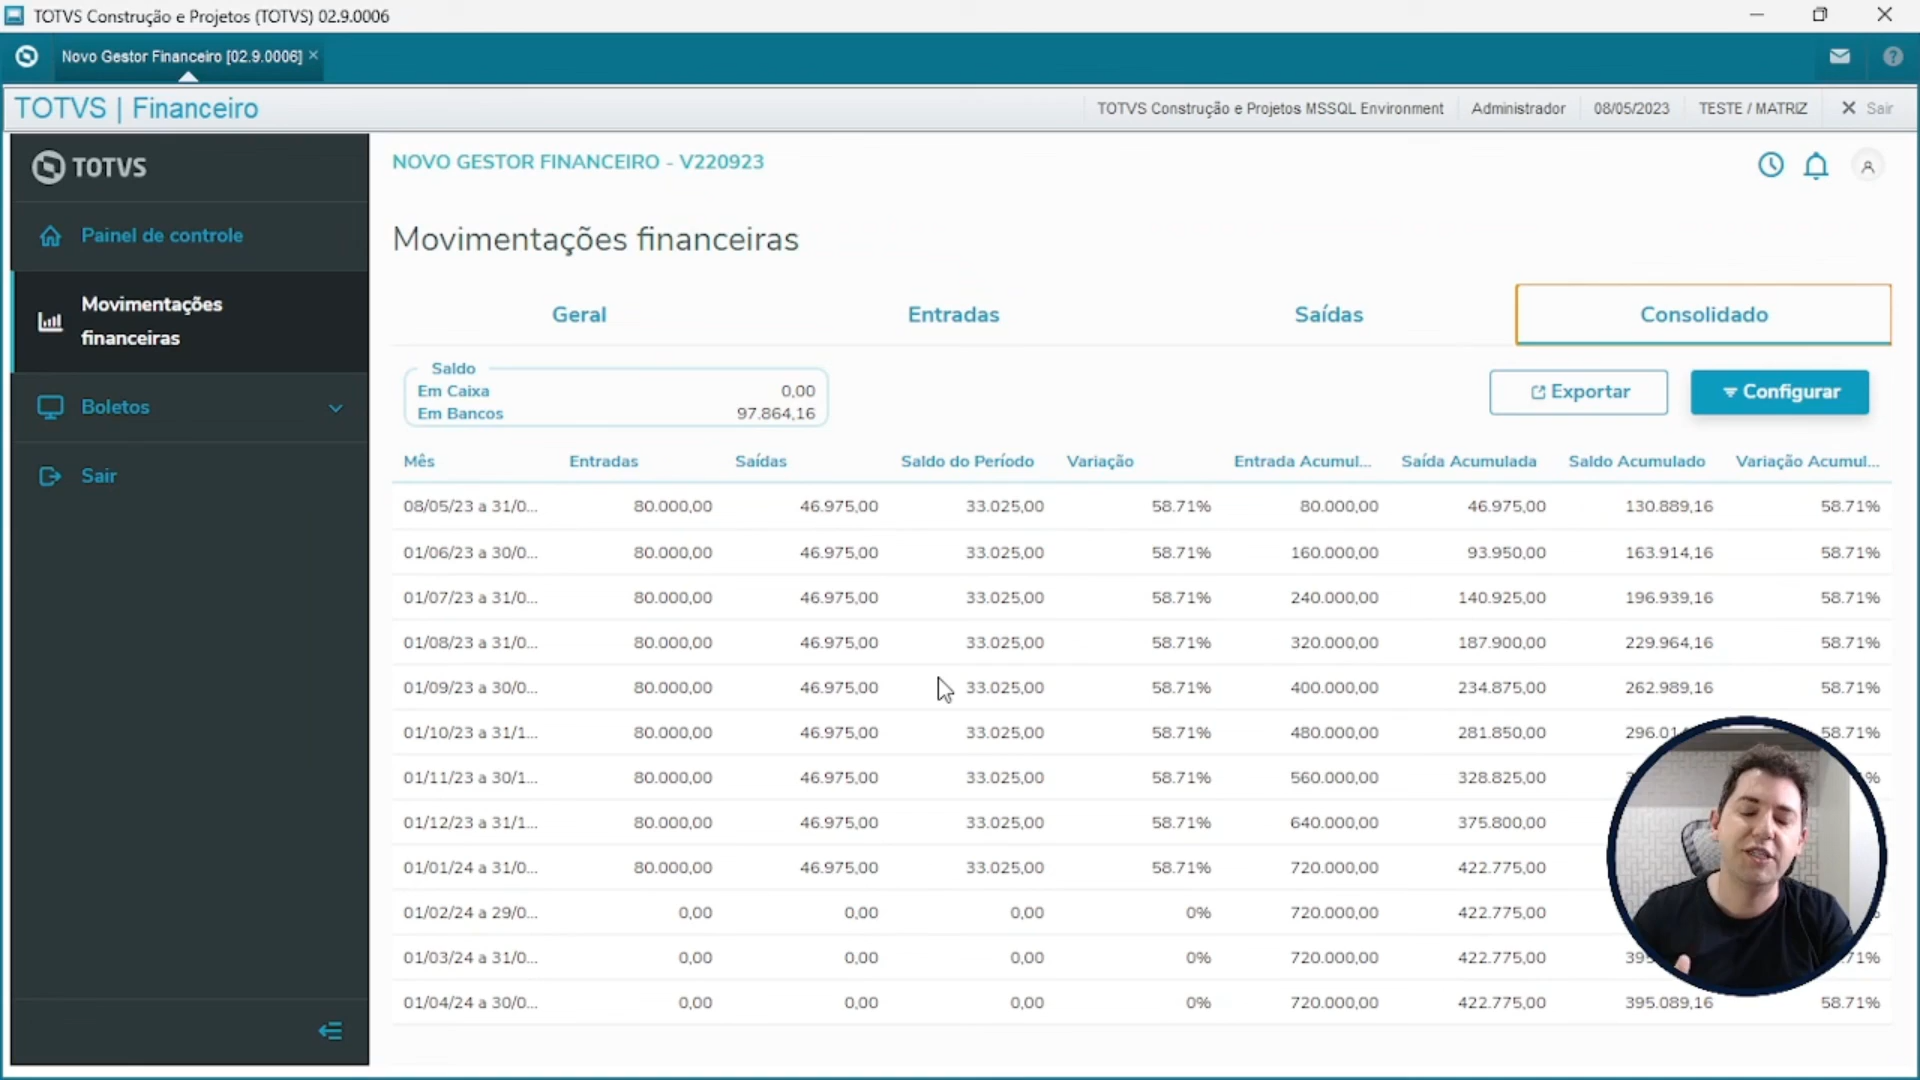 TOTVS Construção e Projetos (TOTVS) 02.9.0006
Novo Gestor Financeiro [02.9.0006]
TOTVS | Financeiro
TOTVS Construção e Projetos MSSQL Environment
Administrador
08/05/2023
TESTE / MATRIZ
Sair
TOTVS
Painel de controle
Movimentações
financeiras
Boletos
Sair
NOVO GESTOR FINANCEIRO - V220923
Movimentações financeiras
Geral
Entradas
Saídas
Consolidado
Saldo
Em Caixa 0,00
Em Bancos 97.864,16
Exportar
Configurar
Mês Entradas Saídas Saldo do Período Variação Entrada Acumul... Saída Acumulada Saldo Acumulado Variação Acumul...
08/05/23 a 31/0... 80.000,00 46.975,00 33.025,00 58.71% 80.000,00 46.975,00 130.889,16 58.71%
01/06/23 a 30/0... 80.000,00 46.975,00 33.025,00 58.71% 160.000,00 93.950,00 163.914,16 58.71%
01/07/23 a 31/0... 80.000,00 46.975,00 33.025,00 58.71% 240.000,00 140.925,00 196.939,16 58.71%
01/08/23 a 31/0... 80.000,00 46.975,00 33.025,00 58.71% 320.000,00 187.900,00 229.964,16 58.71%
01/09/23 a 30/0... 80.000,00 46.975,00 33.025,00 58.71% 400.000,00 234.875,00 262.989,16 58.71%
01/10/23 a 31/1... 80.000,00 46.975,00 33.025,00 58.71% 480.000,00 281.850,00 58.71%
01/11/23 a 30/1... 80.000,00 46.975,00 33.025,00 58.71% 560.000,00 328.825,00
01/12/23 a 31/1... 80.000,00 46.975,00 33.025,00 58.71% 640.000,00 375.800,00
01/01/24 a 31/0... 80.000,00 46.975,00 33.025,00 58.71% 720.000,00 422.775,00
01/02/24 a 29/0... 0,00 0,00 0,00 0% 720.000,00 422.775,00
01/03/24 a 31/0... 0,00 0,00 0,00 0% 720.000,00 422.775,00
01/04/24 a 30/0... 0,00 0,00 0,00 0% 720.000,00 422.775,00 395.089,16 58.71%